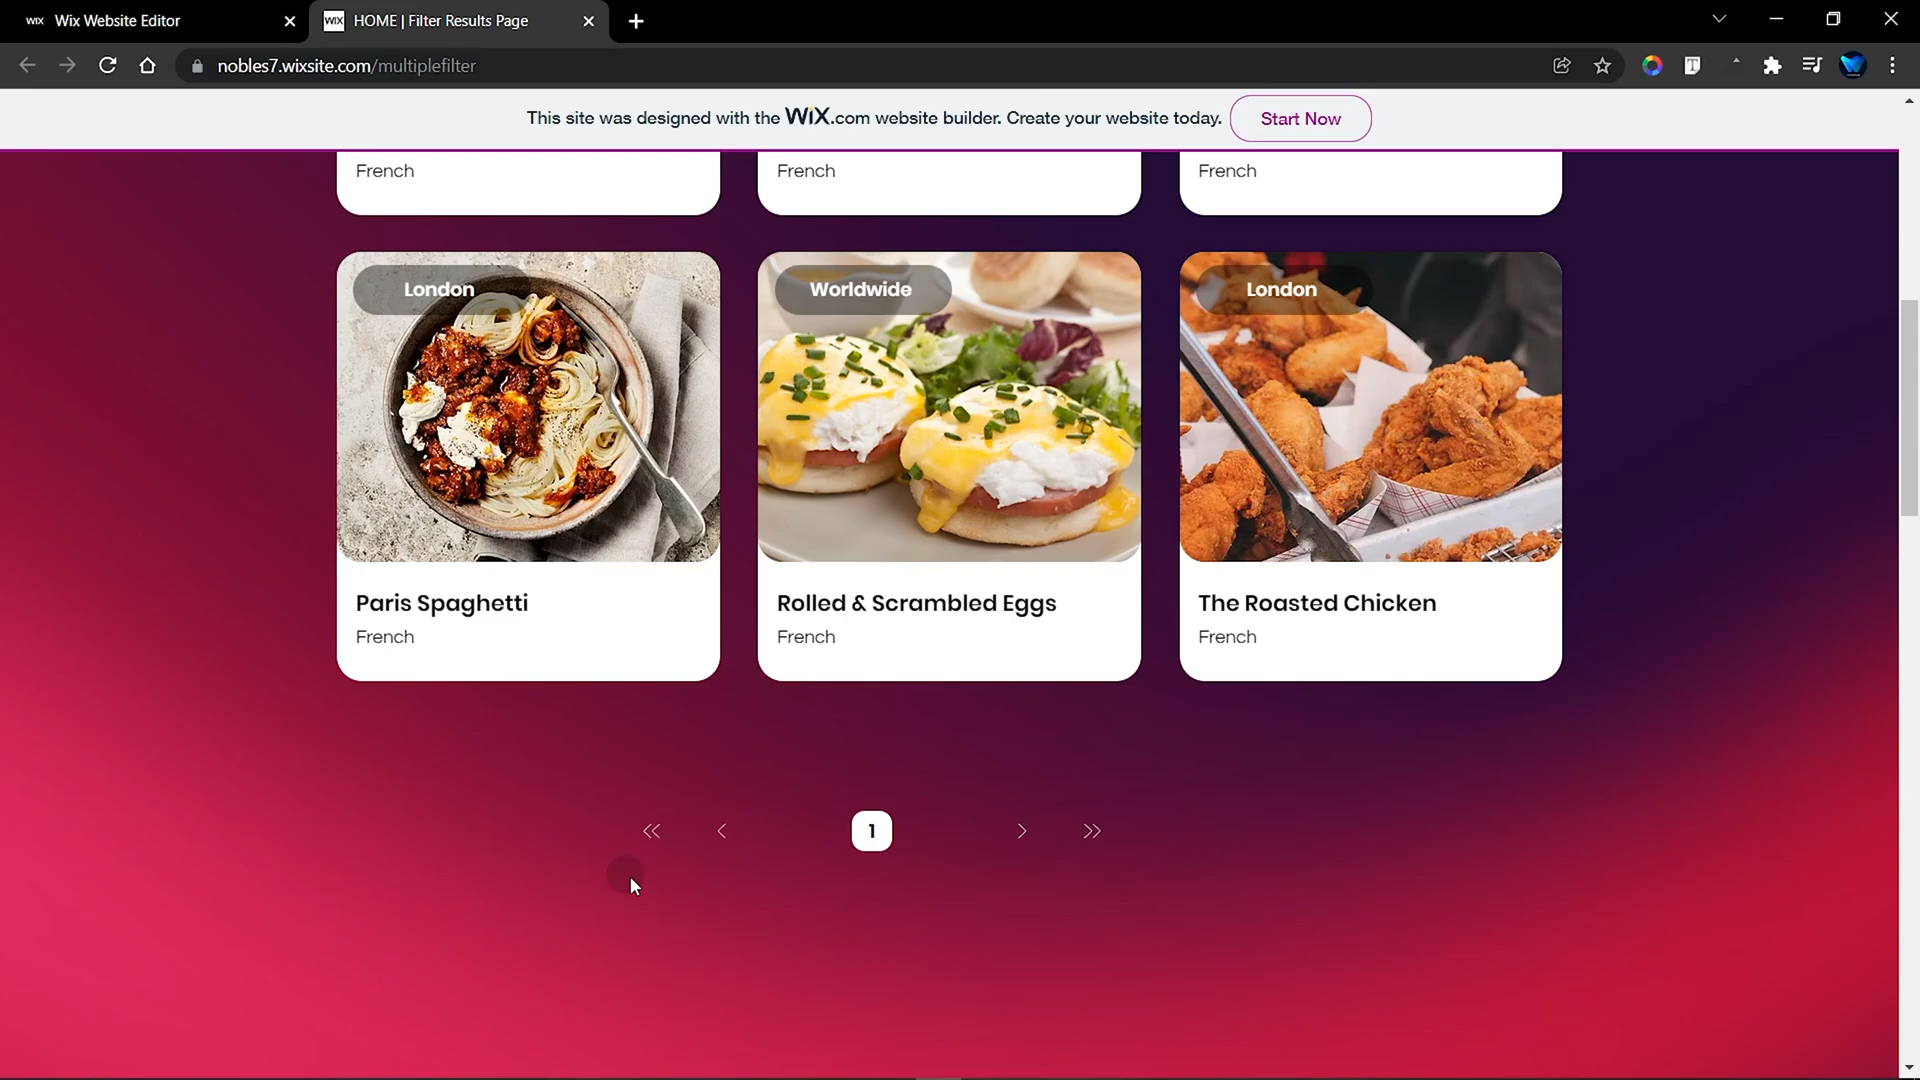 WiX Wix Website Editor
WiX HOME | Filter Results Page
nobles7.wixsite.com/multiplefilter
This site was designed with the WiX.com website builder. Create your website today. Start Now
French French French
London Worldwide London
Paris Spaghetti Rolled & Scrambled Eggs The Roasted Chicken
French French French
1